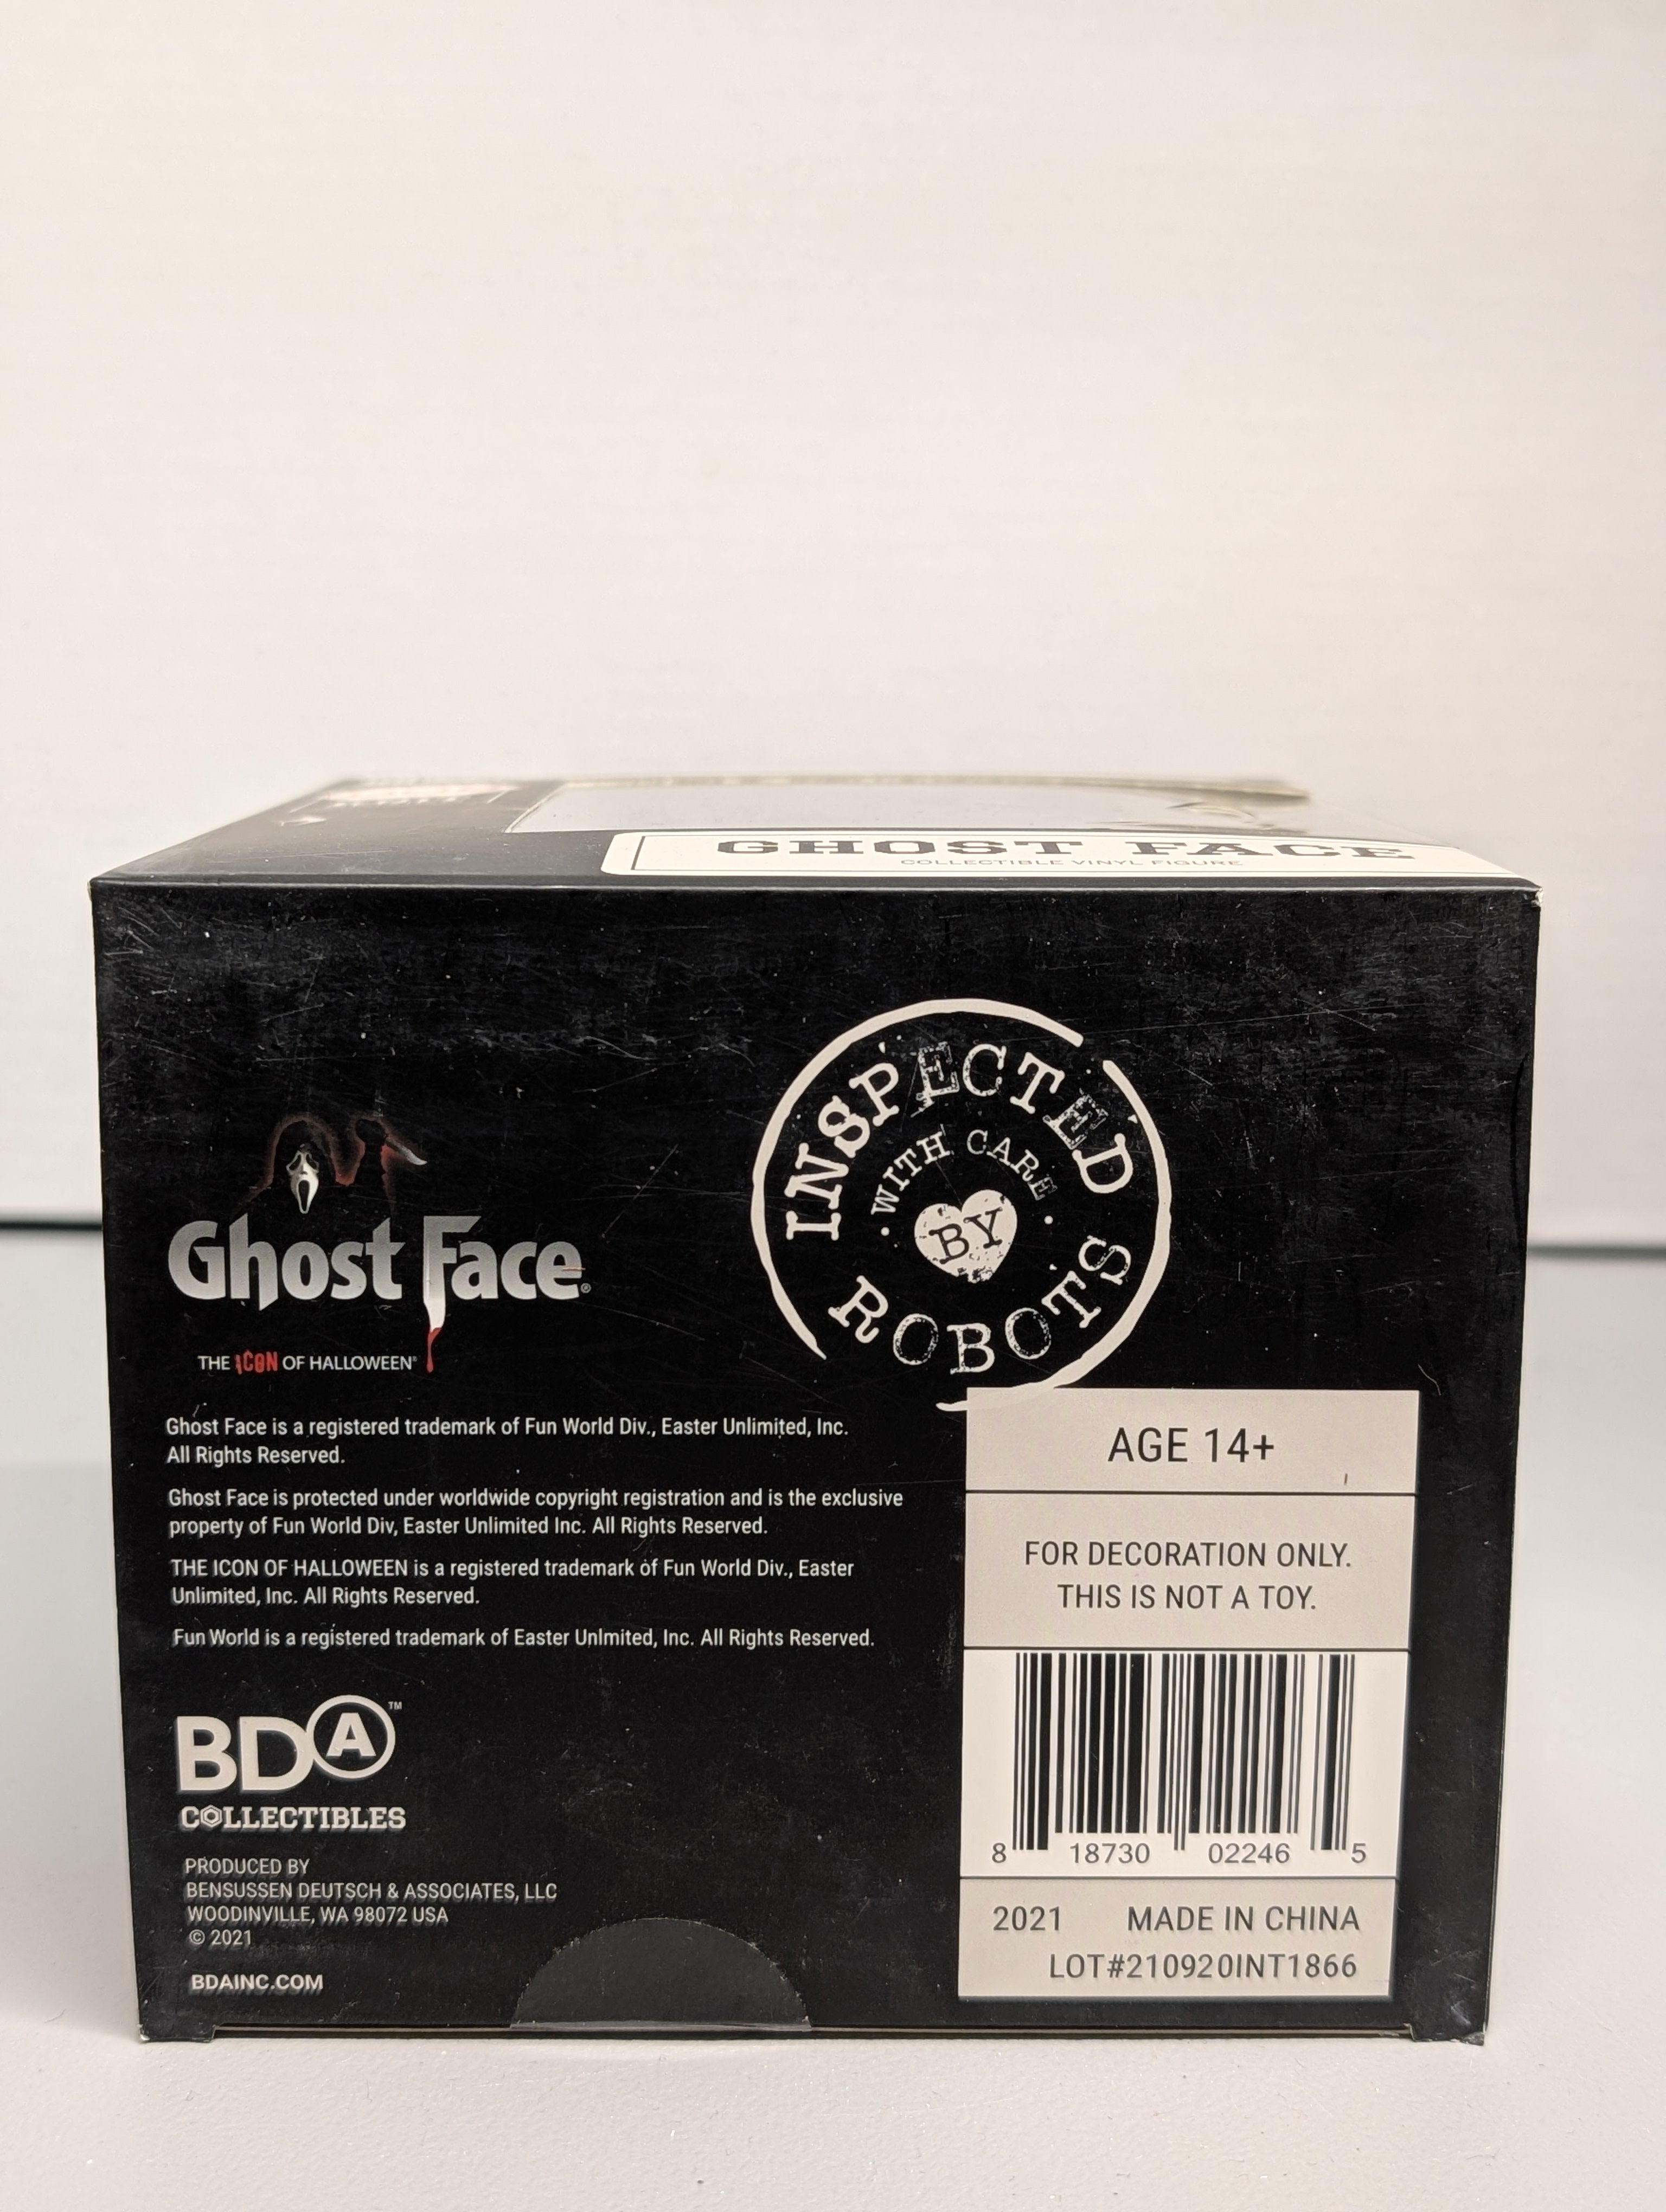 GHOST FACE
COLLECTIBLE VINYL FIGURE
INSPECTED
· WITH CARE ·
BY
ROBOTS
Ghost Face®
THE ICON OF HALLOWEEN®
Ghost Face is a registered trademark of Fun World Div., Easter Unlimited, Inc.
All Rights Reserved.
Ghost Face is protected under worldwide copyright registration and is the exclusive
property of Fun World Div, Easter Unlimited Inc. All Rights Reserved.
THE ICON OF HALLOWEEN is a registered trademark of Fun World Div., Easter
Unlimited, Inc. All Rights Reserved.
Fun World is a registered trademark of Easter Unlmited, Inc. All Rights Reserved.
BDA™
COLLECTIBLES
PRODUCED BY
BENSUSSEN DEUTSCH & ASSOCIATES, LLC
WOODINVILLE, WA 98072 USA
© 2021
BDAINC.COM
AGE 14+
FOR DECORATION ONLY.
THIS IS NOT A TOY.
8 18730 02246 5
2021 MADE IN CHINA
LOT#210920INT1866